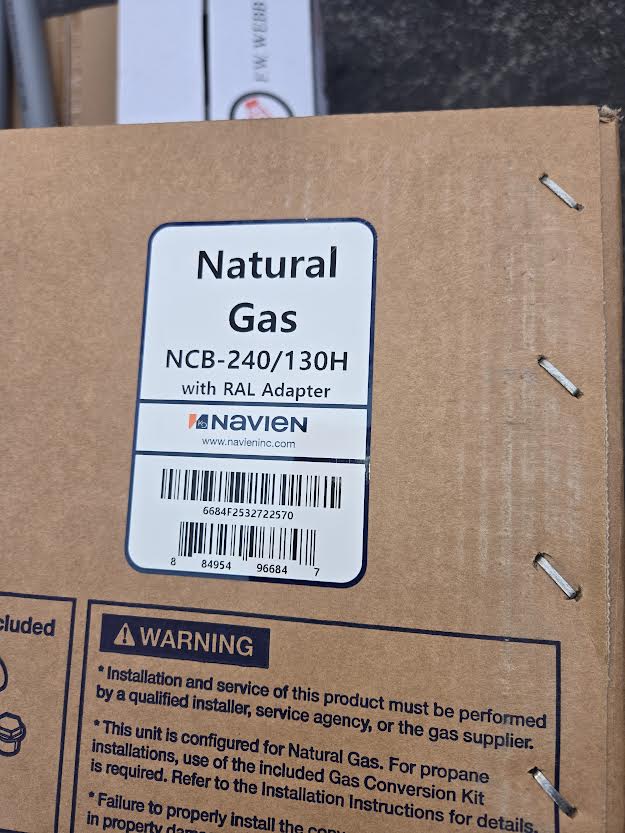 F.W. WEBB
Natural
Gas
NCB-240/130H
with RAL Adapter
NAVIEN
www.navieninc.com
6684F2532722570
8 84954 96684 7
cluded
WARNING
* Installation and service of this product must be performed
by a qualified installer, service agency, or the gas supplier.
* This unit is configured for Natural Gas. For propane
installations, use of the included Gas Conversion Kit
is required. Refer to the Installation Instructions for details.
* Failure to properly install the
in property